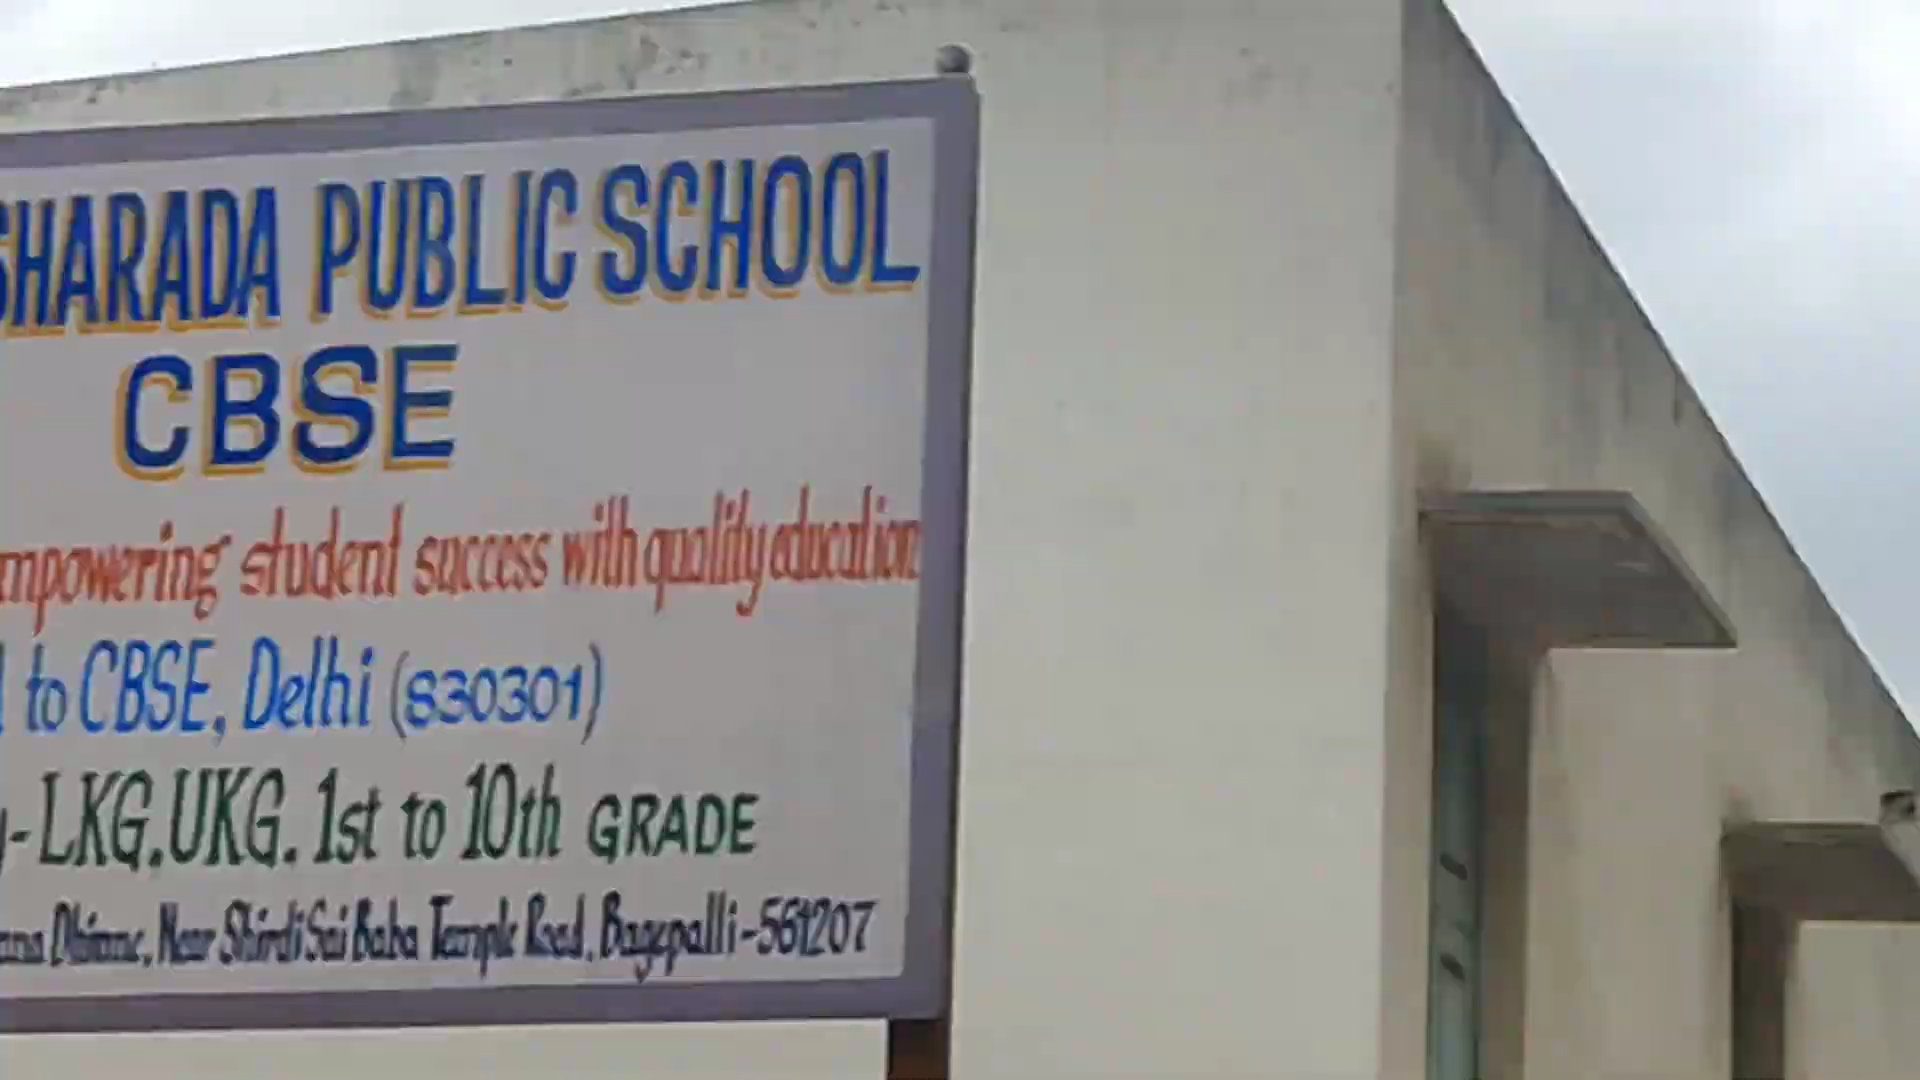 SHARADA PUBLIC SCHOOL
CBSE
mpowering student success with quality education
to CBSE, Delhi (830301)
- LKG.UKG. 1st to 10th GRADE
Near Shirdi Sai Baba Temple Road, Bagepalli-561207